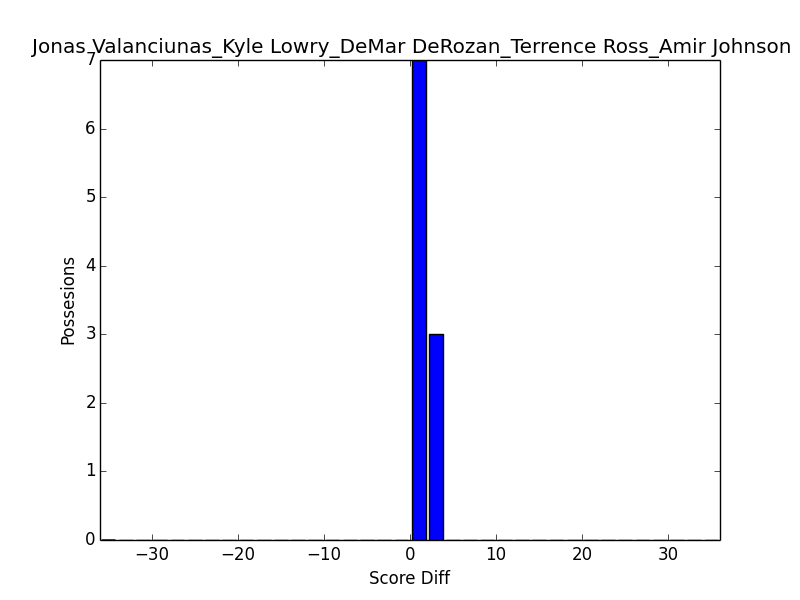 Jonas Valanciunas_Kyle Lowry_DeMar DeRozan_Terrence Ross_Amir Johnson
7
6
5
4
3
2
1
0
Possesions
−30 −20 −10 0 10 20 30
Score Diff